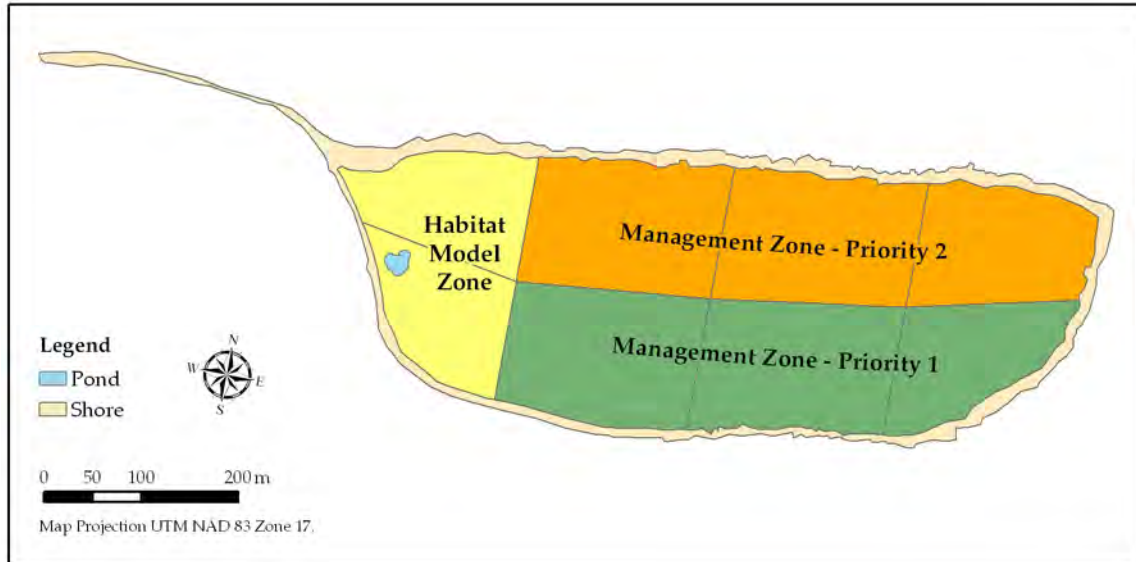 Habitat
Model
Zone
Management Zone - Priority 2
Management Zone - Priority 1
Legend
Pond
Shore
N
W
E
S
0 50 100 200 m
Map Projection UTM NAD 83 Zone 17.